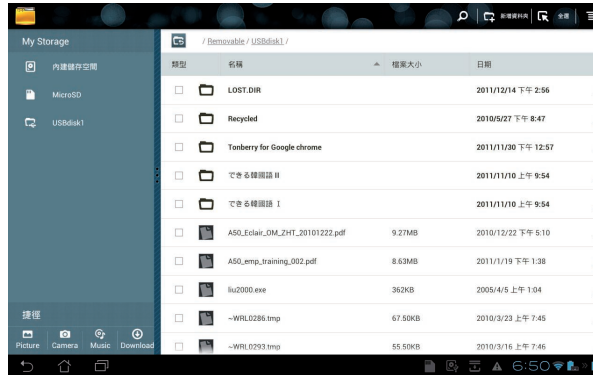 新增資料夾 全選
My Storage
/ Removable / USBdisk1 /
內建儲存空間
MicroSD
USBdisk1
類型 名稱 檔案大小 日期
LOST.DIR 2011/12/14 下午 2:56
Recycled 2010/5/27 下午 8:47
Tonberry for Google chrome 2011/11/30 下午 12:57
できる韓國語 II 2011/11/10 上午 9:54
できる韓國語 I 2011/11/10 上午 9:54
A50_Eclair_OM_ZHT_20101222.pdf 9.27MB 2010/12/22 下午 5:10
A50_emp_training_002.pdf 8.63MB 2011/1/19 下午 1:38
liu2000.exe 362KB 2005/4/5 上午 1:04
~WRL0286.tmp 67.50KB 2010/3/23 下午 7:45
~WRL0293.tmp 55.50KB 2010/3/16 下午 7:46
捷徑
Picture Camera Music Download
6:50